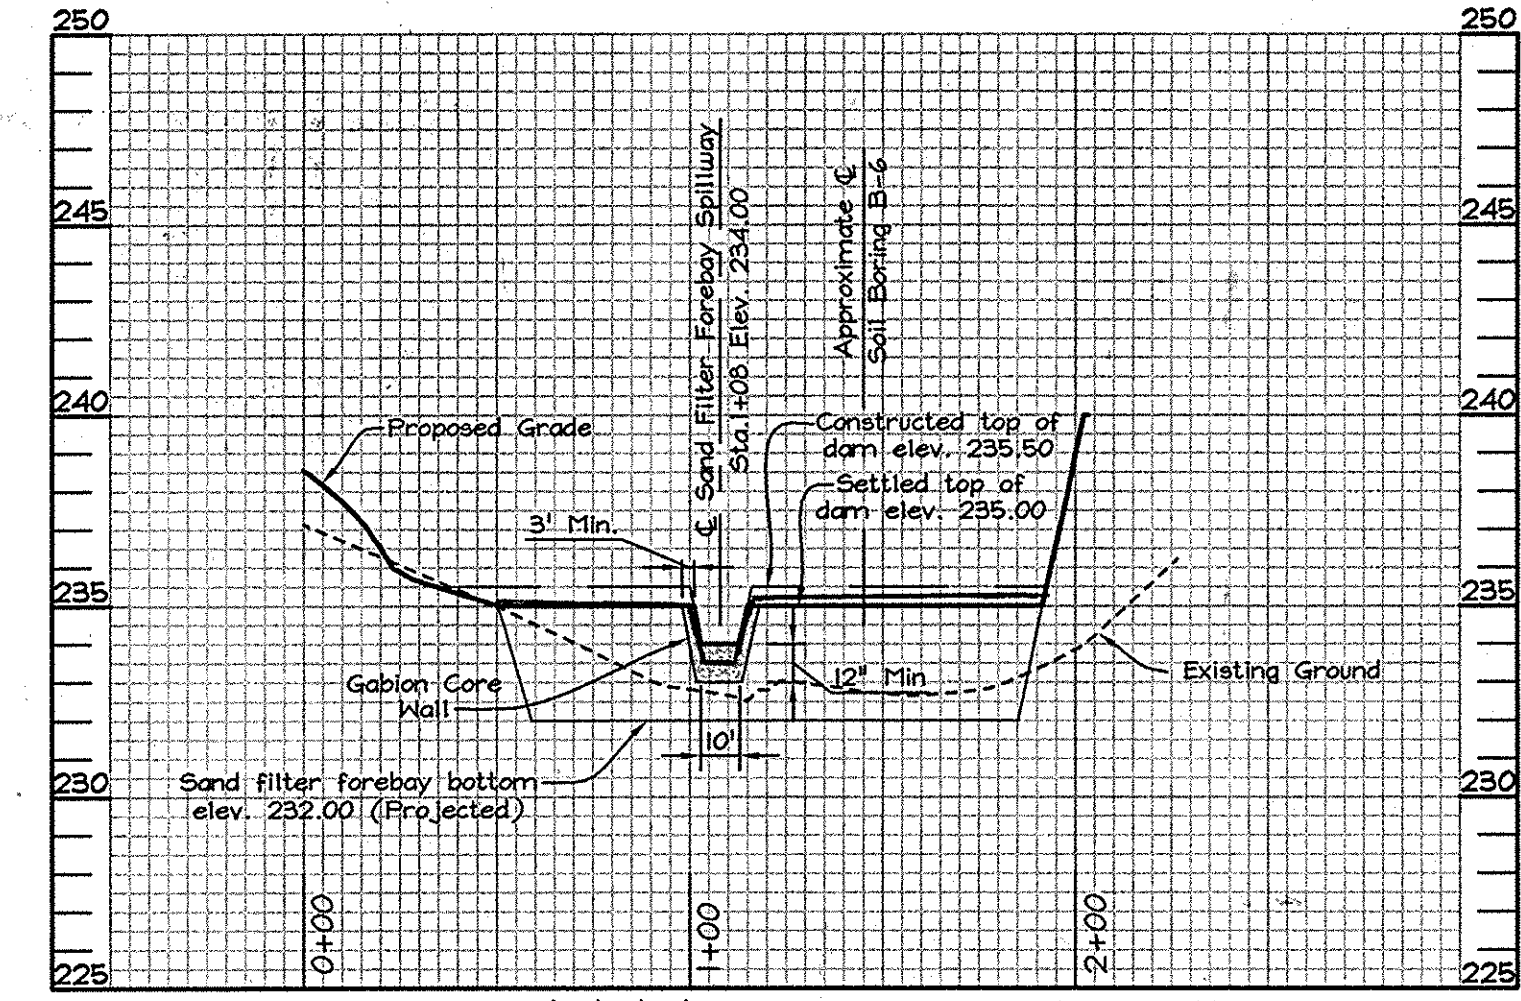 250
250
245
245
240
240
235
235
230
230
225
225
℄ Sand Filter Forebay Spillway
Sta.1+08 Elev. 234.00
Approximate ℄
Soil Boring B-6
Proposed Grade
Constructed top of
dam elev. 235.50
Settled top of
dam elev. 235.00
3' Min.
Gabion Core
Wall
12" Min
Existing Ground
10'
Sand filter forebay bottom
elev. 232.00 (Projected)
0+00
1+00
2+00